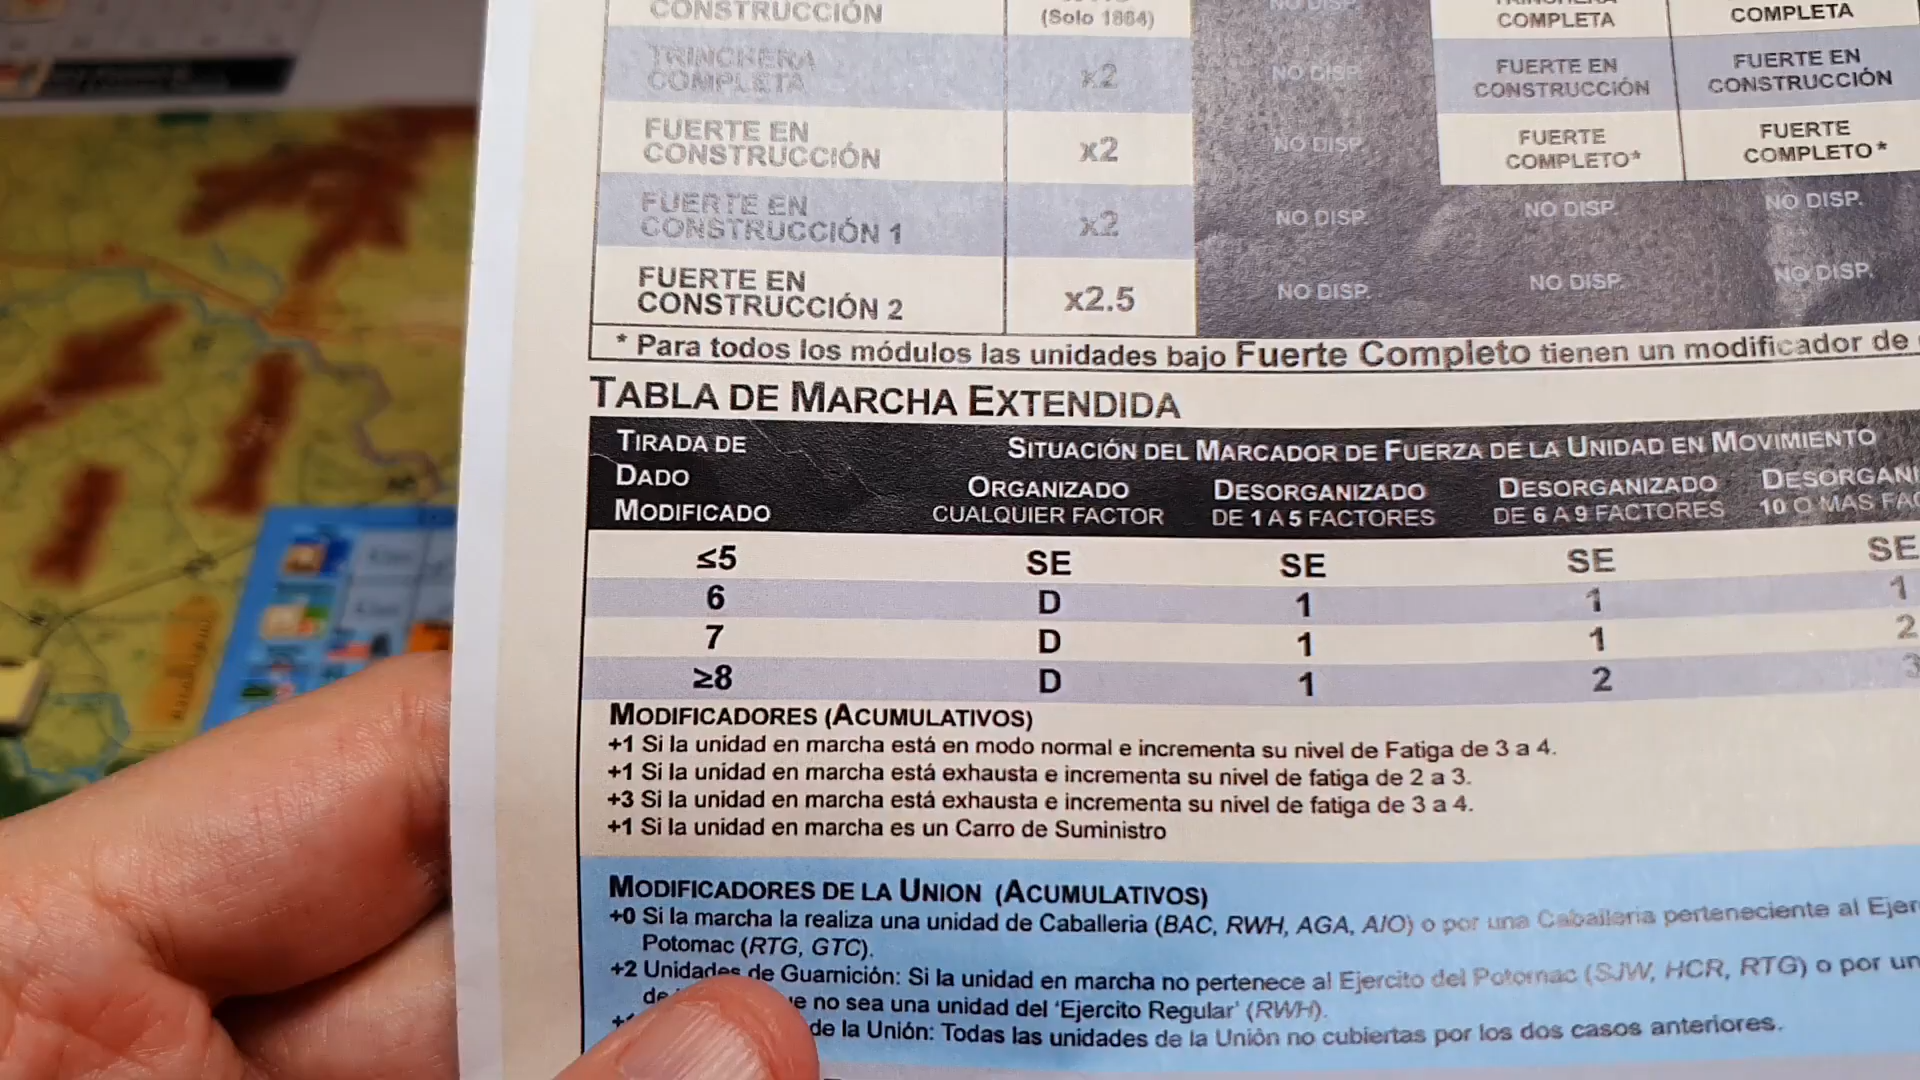 CONSTRUCCIÓN
(Solo 1864)
NO DISP.
COMPLETA
COMPLETA
TRINCHERA
COMPLETA
x2
NO DISP.
FUERTE EN
CONSTRUCCIÓN
FUERTE EN
CONSTRUCCIÓN
FUERTE EN
CONSTRUCCIÓN
x2
NO DISP.
FUERTE
COMPLETO*
FUERTE
COMPLETO*
FUERTE EN
CONSTRUCCIÓN 1
x2
NO DISP.
NO DISP.
NO DISP.
FUERTE EN
CONSTRUCCIÓN 2
x2.5
NO DISP.
NO DISP.
NO DISP.
* Para todos los módulos las unidades bajo Fuerte Completo tienen un modificador de
TABLA DE MARCHA EXTENDIDA
TIRADA DE
DADO
MODIFICADO
SITUACIÓN DEL MARCADOR DE FUERZA DE LA UNIDAD EN MOVIMIENTO
ORGANIZADO
CUALQUIER FACTOR
DESORGANIZADO
DE 1 A 5 FACTORES
DESORGANIZADO
DE 6 A 9 FACTORES
DESORGANI
10 O MAS FAC
≤5 SE SE SE SE
6 D 1 1 1
7 D 1 1 2
≥8 D 1 2 3
MODIFICADORES (ACUMULATIVOS)
+1 Si la unidad en marcha está en modo normal e incrementa su nivel de Fatiga de 3 a 4.
+1 Si la unidad en marcha está exhausta e incrementa su nivel de fatiga de 2 a 3.
+3 Si la unidad en marcha está exhausta e incrementa su nivel de fatiga de 3 a 4.
+1 Si la unidad en marcha es un Carro de Suministro
MODIFICADORES DE LA UNION (ACUMULATIVOS)
+0 Si la marcha la realiza una unidad de Caballeria (BAC, RWH, AGA, AIO) o por una Caballeria perteneciente al Ejer
Potomac (RTG, GTC).
+2 Unidades de Guarnición: Si la unidad en marcha no pertenece al Ejercito del Potomac (SJW, HCR, RTG) o por un
no sea una unidad del 'Ejercito Regular' (RWH).
de la Unión: Todas las unidades de la Unión no cubiertas por los dos casos anteriores.